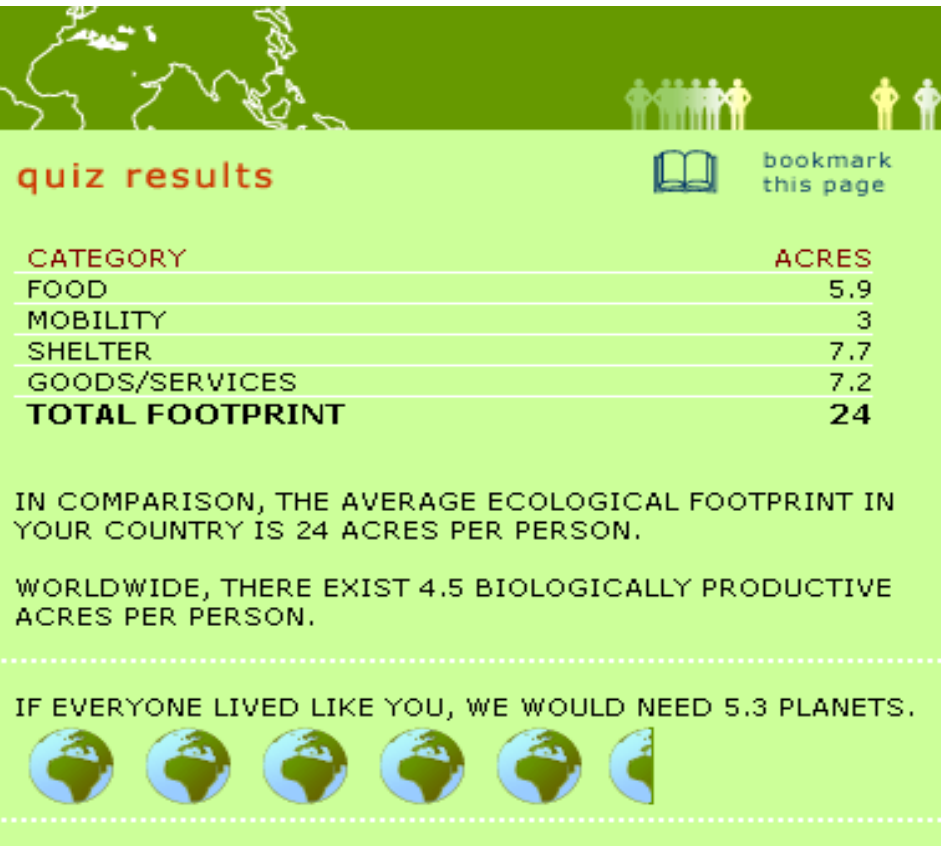 quiz results
bookmark
this page
CATEGORY ACRES
FOOD 5.9
MOBILITY 3
SHELTER 7.7
GOODS/SERVICES 7.2
TOTAL FOOTPRINT 24
IN COMPARISON, THE AVERAGE ECOLOGICAL FOOTPRINT IN
YOUR COUNTRY IS 24 ACRES PER PERSON.
WORLDWIDE, THERE EXIST 4.5 BIOLOGICALLY PRODUCTIVE
ACRES PER PERSON.
IF EVERYONE LIVED LIKE YOU, WE WOULD NEED 5.3 PLANETS.